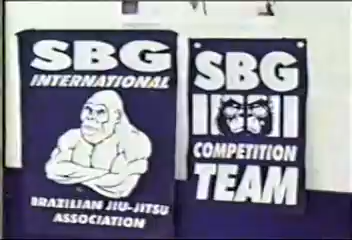 SBG
INTERNATIONAL
BRAZILIAN JIU-JITSU
ASSOCIATION
SBG
COMPETITION
TEAM